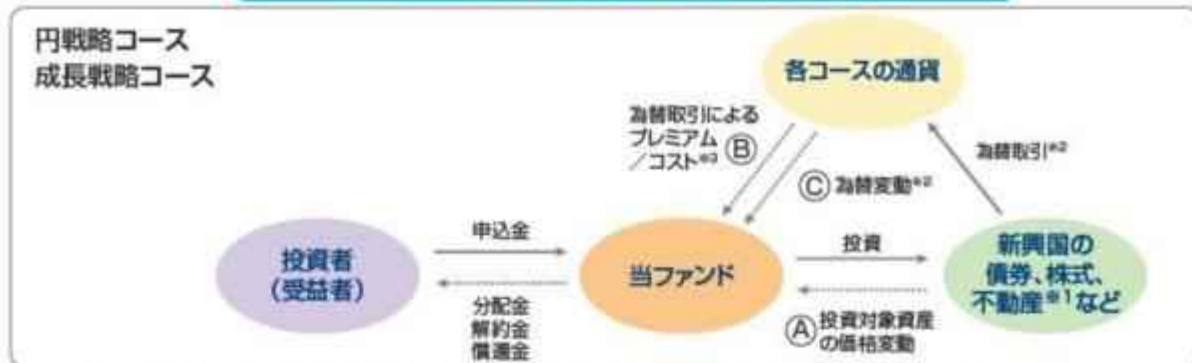 円戦略コース
成長戦略コース
各コースの通貨
為替取引による
プレミアム
／コスト※3 Ⓑ
Ⓒ 為替変動※2
為替取引※2
投資者
（受益者）
申込金
分配金
解約金
償還金
当ファンド
投資
Ⓐ 投資対象資産
の価格変動
新興国の
債券、株式、
不動産※1など